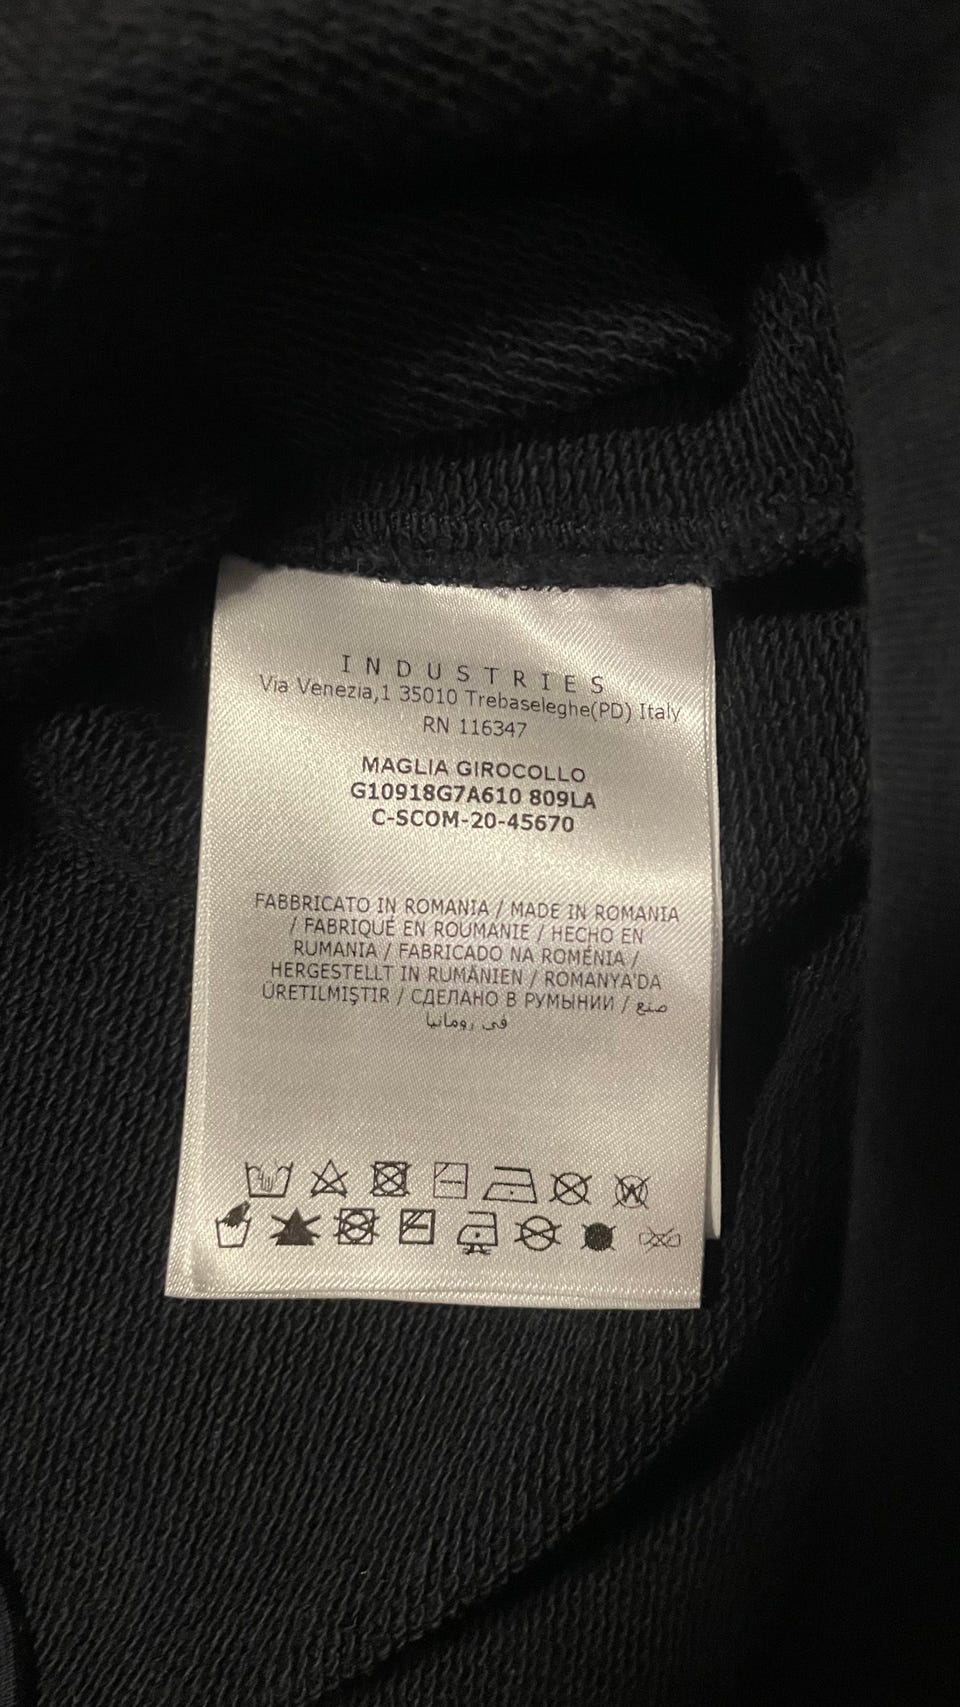 INDUSTRIES
Via Venezia,1 35010 Trebaseleghe(PD) Italy
RN 116347
MAGLIA GIROCOLLO
G10918G7A610 809LA
C-SCOM-20-45670
FABBRICATO IN ROMANIA / MADE IN ROMANIA
/ FABRIQUÉ EN ROUMANIE / HECHO EN
RUMANIA / FABRICADO NA ROMÉNIA /
HERGESTELLT IN RUMÄNIEN / ROMANYA'DA
ÜRETILMIŞTIR / СДЕЛАНО В РУМЫНИИ / صنع
في رومانيا
W